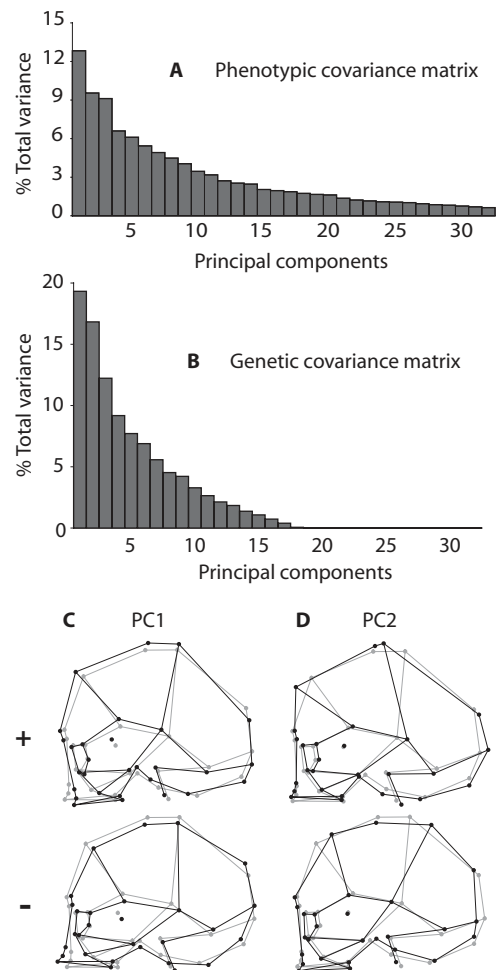 15
12
9
6
3
0
% Total variance
A Phenotypic covariance matrix
5 10 15 20 25 30
Principal components
20
15
10
5
0
% Total variance
B Genetic covariance matrix
5 10 15 20 25 30
Principal components
C PC1 D PC2
+
-